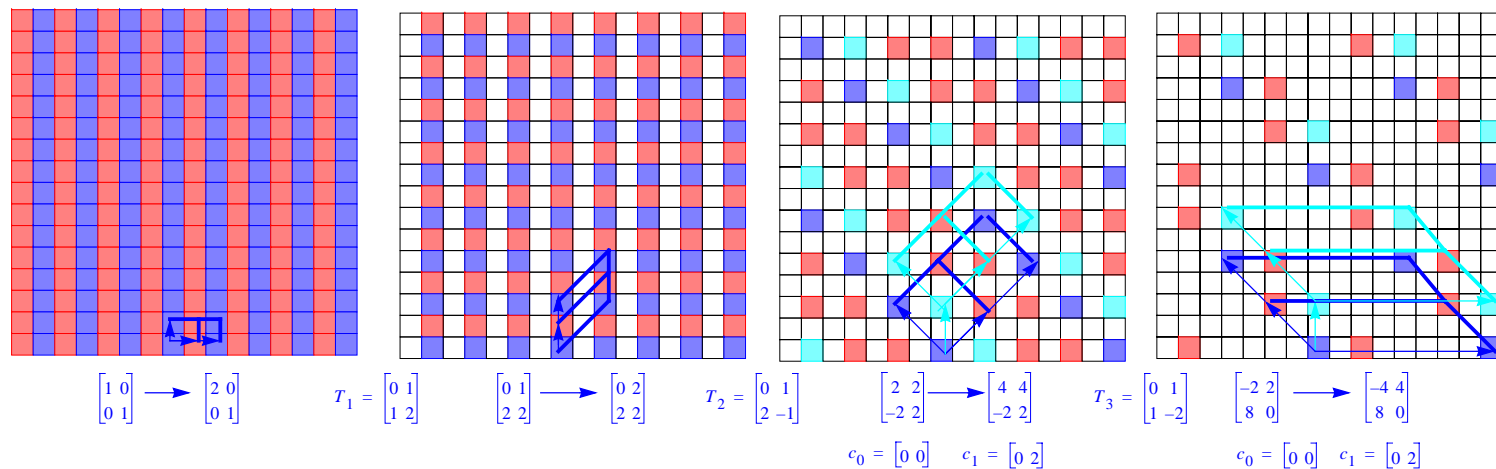 [1 0 0 1] → [2 0 0 1] T1 = [0 1 1 2] [0 1 2 2] → [0 2 2 2] T2 = [0 1 2 –1] [2 2 –2 2] → [4 4 –2 2] T3 = [0 1 1 –2] [–2 2 8 0] → [–4 4 8 0]
c0 = [0 0] c1 = [0 2] c0 = [0 0] c1 = [0 2]